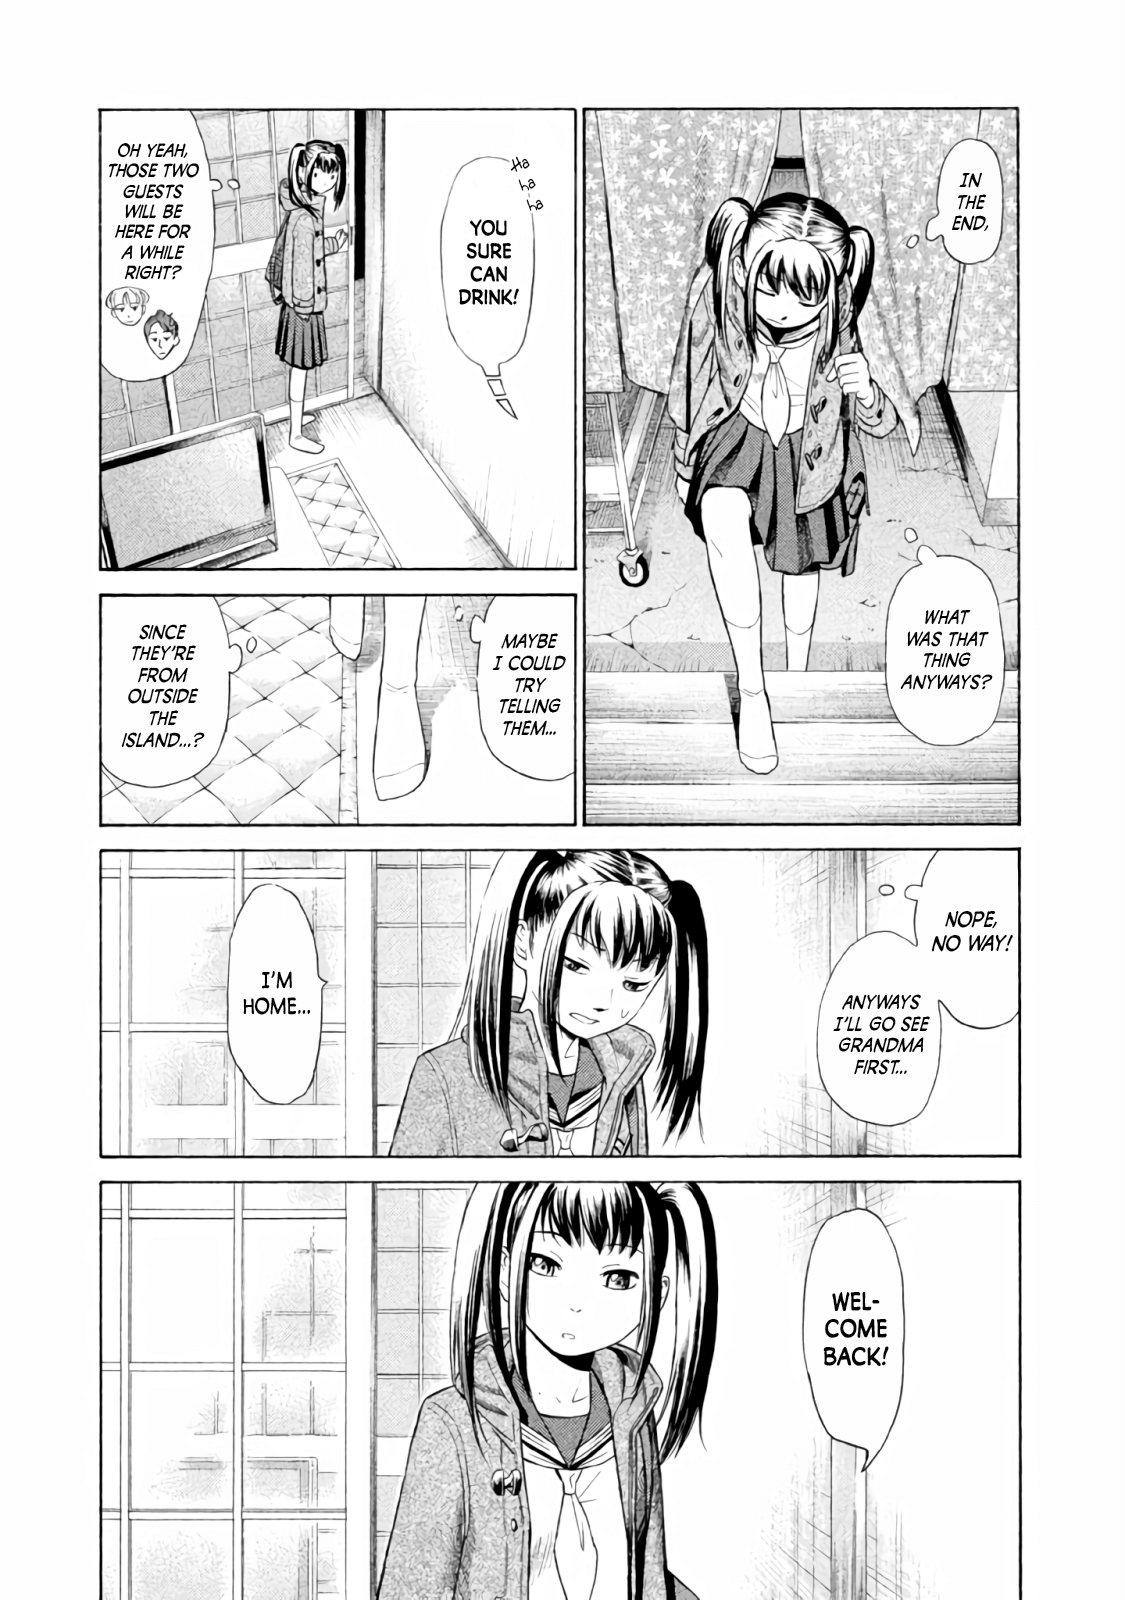 IN
THE
END,
WHAT
WAS THAT
THING
ANYWAYS?
Ha
ha
ha
YOU
SURE
CAN
DRINK!
OH YEAH,
THOSE TWO
GUESTS
WILL BE
HERE FOR
A WHILE
RIGHT?
MAYBE
I COULD
TRY
TELLING
THEM...
SINCE
THEY'RE
FROM
OUTSIDE
THE
ISLAND...?
NOPE,
NO WAY!
ANYWAYS
I'LL GO SEE
GRANDMA
FIRST...
I'M
HOME...
WEL-
COME
BACK!